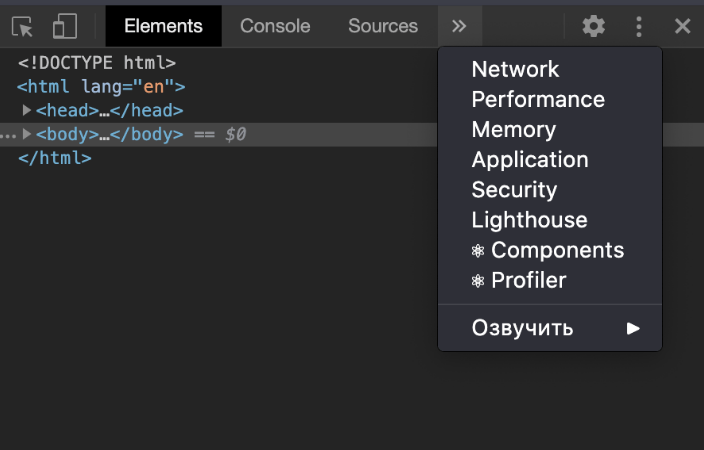 Elements Console Sources »
<!DOCTYPE html>
<html lang="en">
<head>…</head>
… <body>…</body> == $0
</html>
Network
Performance
Memory
Application
Security
Lighthouse
⚛ Components
⚛ Profiler
Озвучить